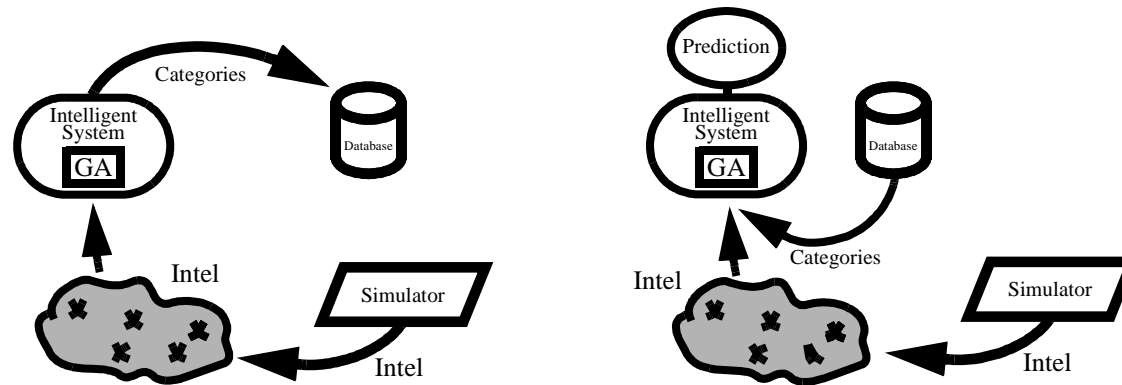 Categories
Intelligent
System
GA
Database
Intel
Simulator
Intel
Prediction
Intelligent
System
GA
Database
Categories
Intel
Simulator
Intel